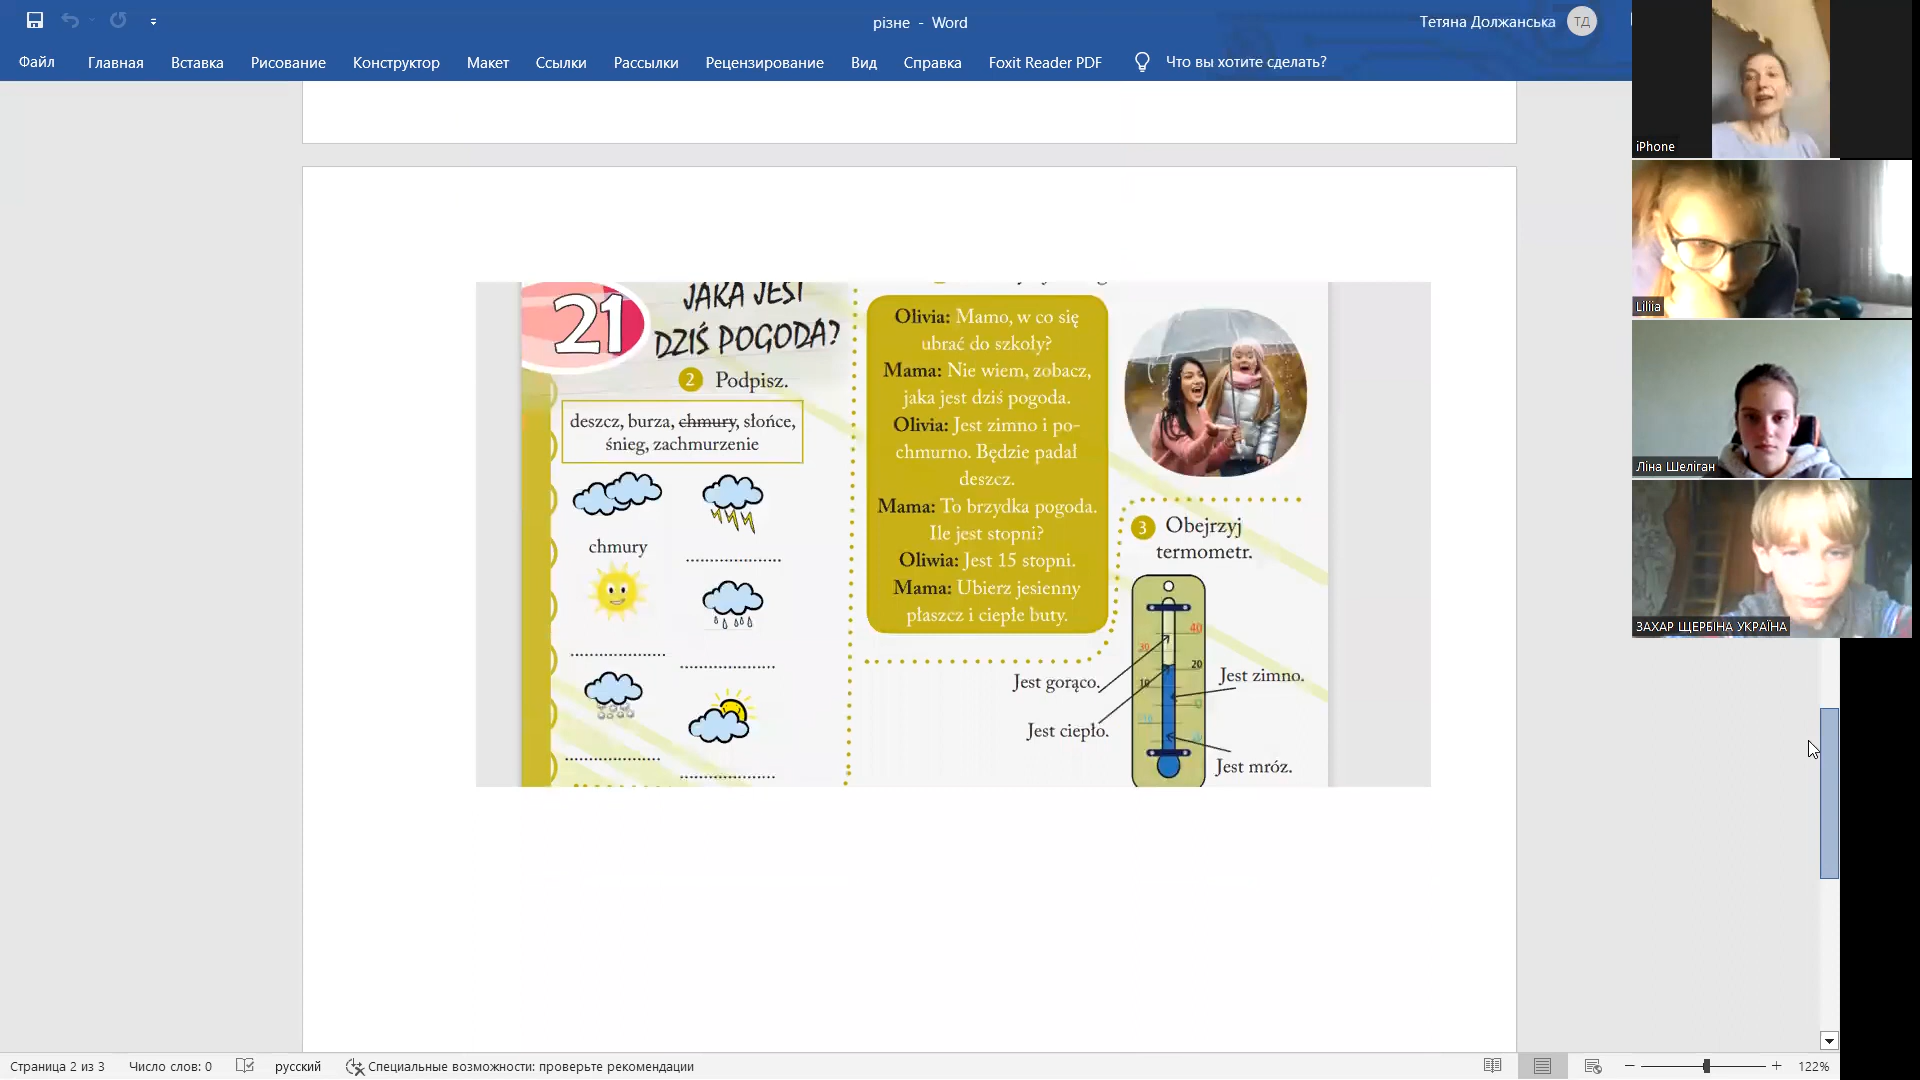 різне - Word
Тетяна Должанська
ТД
Файл
Главная
Вставка
Рисование
Конструктор
Макет
Ссылки
Рассылки
Рецензирование
Вид
Справка
Foxit Reader PDF
Что вы хотите сделать?
21
JAKA JEST
DZIŚ POGODA?
2 Podpisz.
deszcz, burza, chmury, słońce,
śnieg, zachmurzenie
chmury
Olivia: Mamo, w co się
ubrać do szkoły?
Mama: Nie wiem, zobacz,
jaka jest dziś pogoda.
Olivia: Jest zimno i po-
chmurno. Będzie padał
deszcz.
Mama: To brzydka pogoda.
Ile jest stopni?
Oliwia: Jest 15 stopni.
Mama: Ubierz jesienny
płaszcz i ciepłe buty.
3 Obejrzyj
termometr.
40
30
20
10
0
Jest gorąco.
Jest zimno.
Jest ciepło.
Jest mróz.
iPhone
Liliia
Ліна Шеліган
ЗАХАР ЩЕРБІНА УКРАЇНА
Страница 2 из 3
Число слов: 0
русский
Специальные возможности: проверьте рекомендации
122%